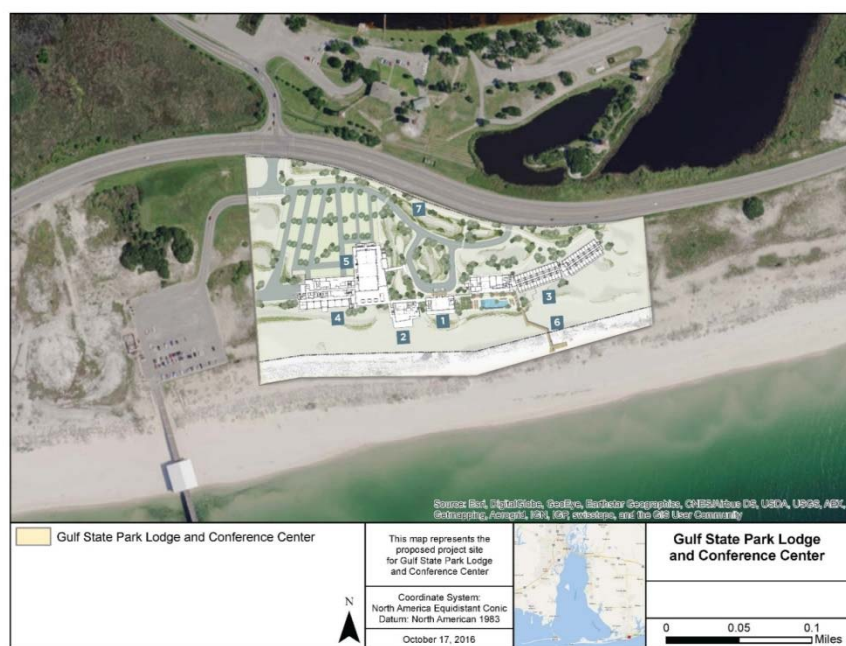 7
5
3
4
1
2
6
Source: Esri, DigitalGlobe, GeoEye, Earthstar Geographics, CNES/Airbus DS, USDA, USGS, AEX,
Getmapping, Aerogrid, IGN, IGP, swisstopo, and the GIS User Community
Gulf State Park Lodge and Conference Center
N
This map represents the
proposed project site
for Gulf State Park Lodge
and Conference Center
Coordinate System:
North America Equidistant Conic
Datum: North American 1983
October 17, 2016
Gulf State Park Lodge
and Conference Center
0 0.05 0.1
Miles